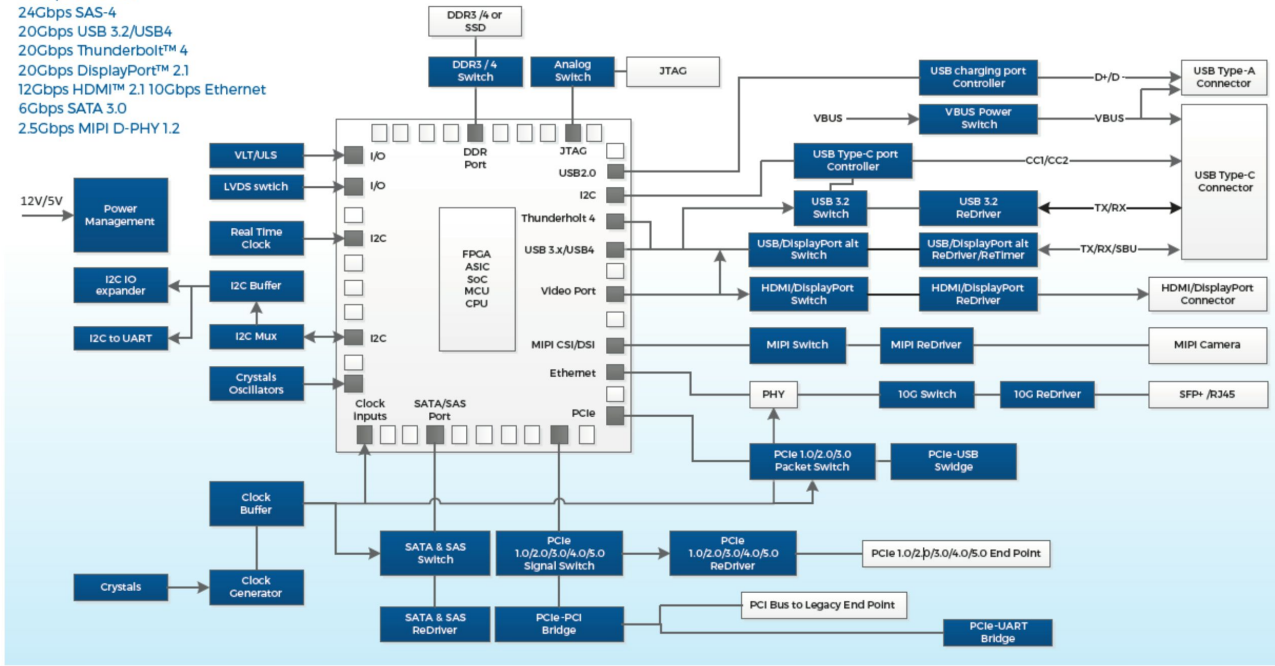 24Gbps SAS-4
20Gbps USB 3.2/USB4
20Gbps Thunderbolt™ 4
20Gbps DisplayPort™ 2.1
12Gbps HDMI™ 2.1 10Gbps Ethernet
6Gbps SATA 3.0
2.5Gbps MIPI D-PHY 1.2
DDR3 /4 or
SSD
DDR3 / 4
Switch
Analog
Switch
JTAG
USB charging port
Controller
D+/D -
USB Type-A
Connector
VBUS
VBUS Power
Switch
VBUS
DDR
Port
JTAG
USB2.0
I2C
Thunderholt 4
USB 3.x/USB4
Video Port
MIPI CSI/DSI
Ethernet
PCIe
I/O
I/O
I2C
I2C
Clock
Inputs
SATA/SAS
Port
FPGA
ASIC
SoC
MCU
CPU
VLT/ULS
LVDS swtich
12V/5V
Power
Management
Real Time
Clock
I2C IO
expander
I2C Buffer
I2C to UART
I2C Mux
Crystals
Oscillators
USB Type-C port
Controller
CC1/CC2
USB Type-C
Connector
USB 3.2
Switch
USB 3.2
ReDriver
TX/RX
USB/DisplayPort alt
Switch
USB/DisplayPort alt
ReDriver/ReTimer
TX/RX/SBU
HDMI/DisplayPort
Switch
HDMI/DisplayPort
ReDriver
HDMI/DisplayPort
Connector
MIPI Switch
MIPI ReDriver
MIPI Camera
PHY
10G Switch
10G ReDriver
SFP+ /RJ45
PCIe 1.0/2.0/3.0
Packet Switch
PCIe-USB
Swidge
Clock
Buffer
SATA & SAS
Switch
PCIe
1.0/2.0/3.0/4.0/5.0
Signal Switch
PCIe
1.0/2.0/3.0/4.0/5.0
ReDriver
PCIe 1.0/2.0/3.0/4.0/5.0 End Point
Crystals
Clock
Generator
SATA & SAS
ReDriver
PCIe-PCI
Bridge
PCI Bus to Legacy End Point
PCIe-UART
Bridge